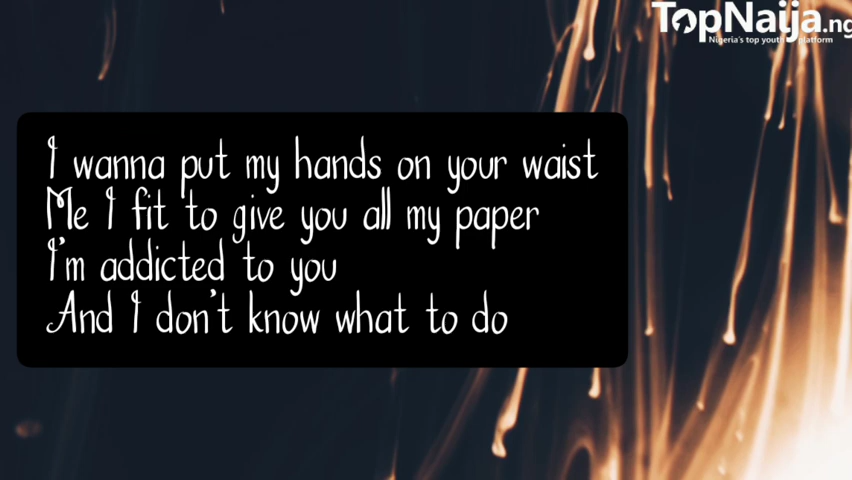 TopNaija.ng
Nigeria's top youth platform
I wanna put my hands on your waist
Me I fit to give you all my paper
I'm addicted to you
And I don't know what to do